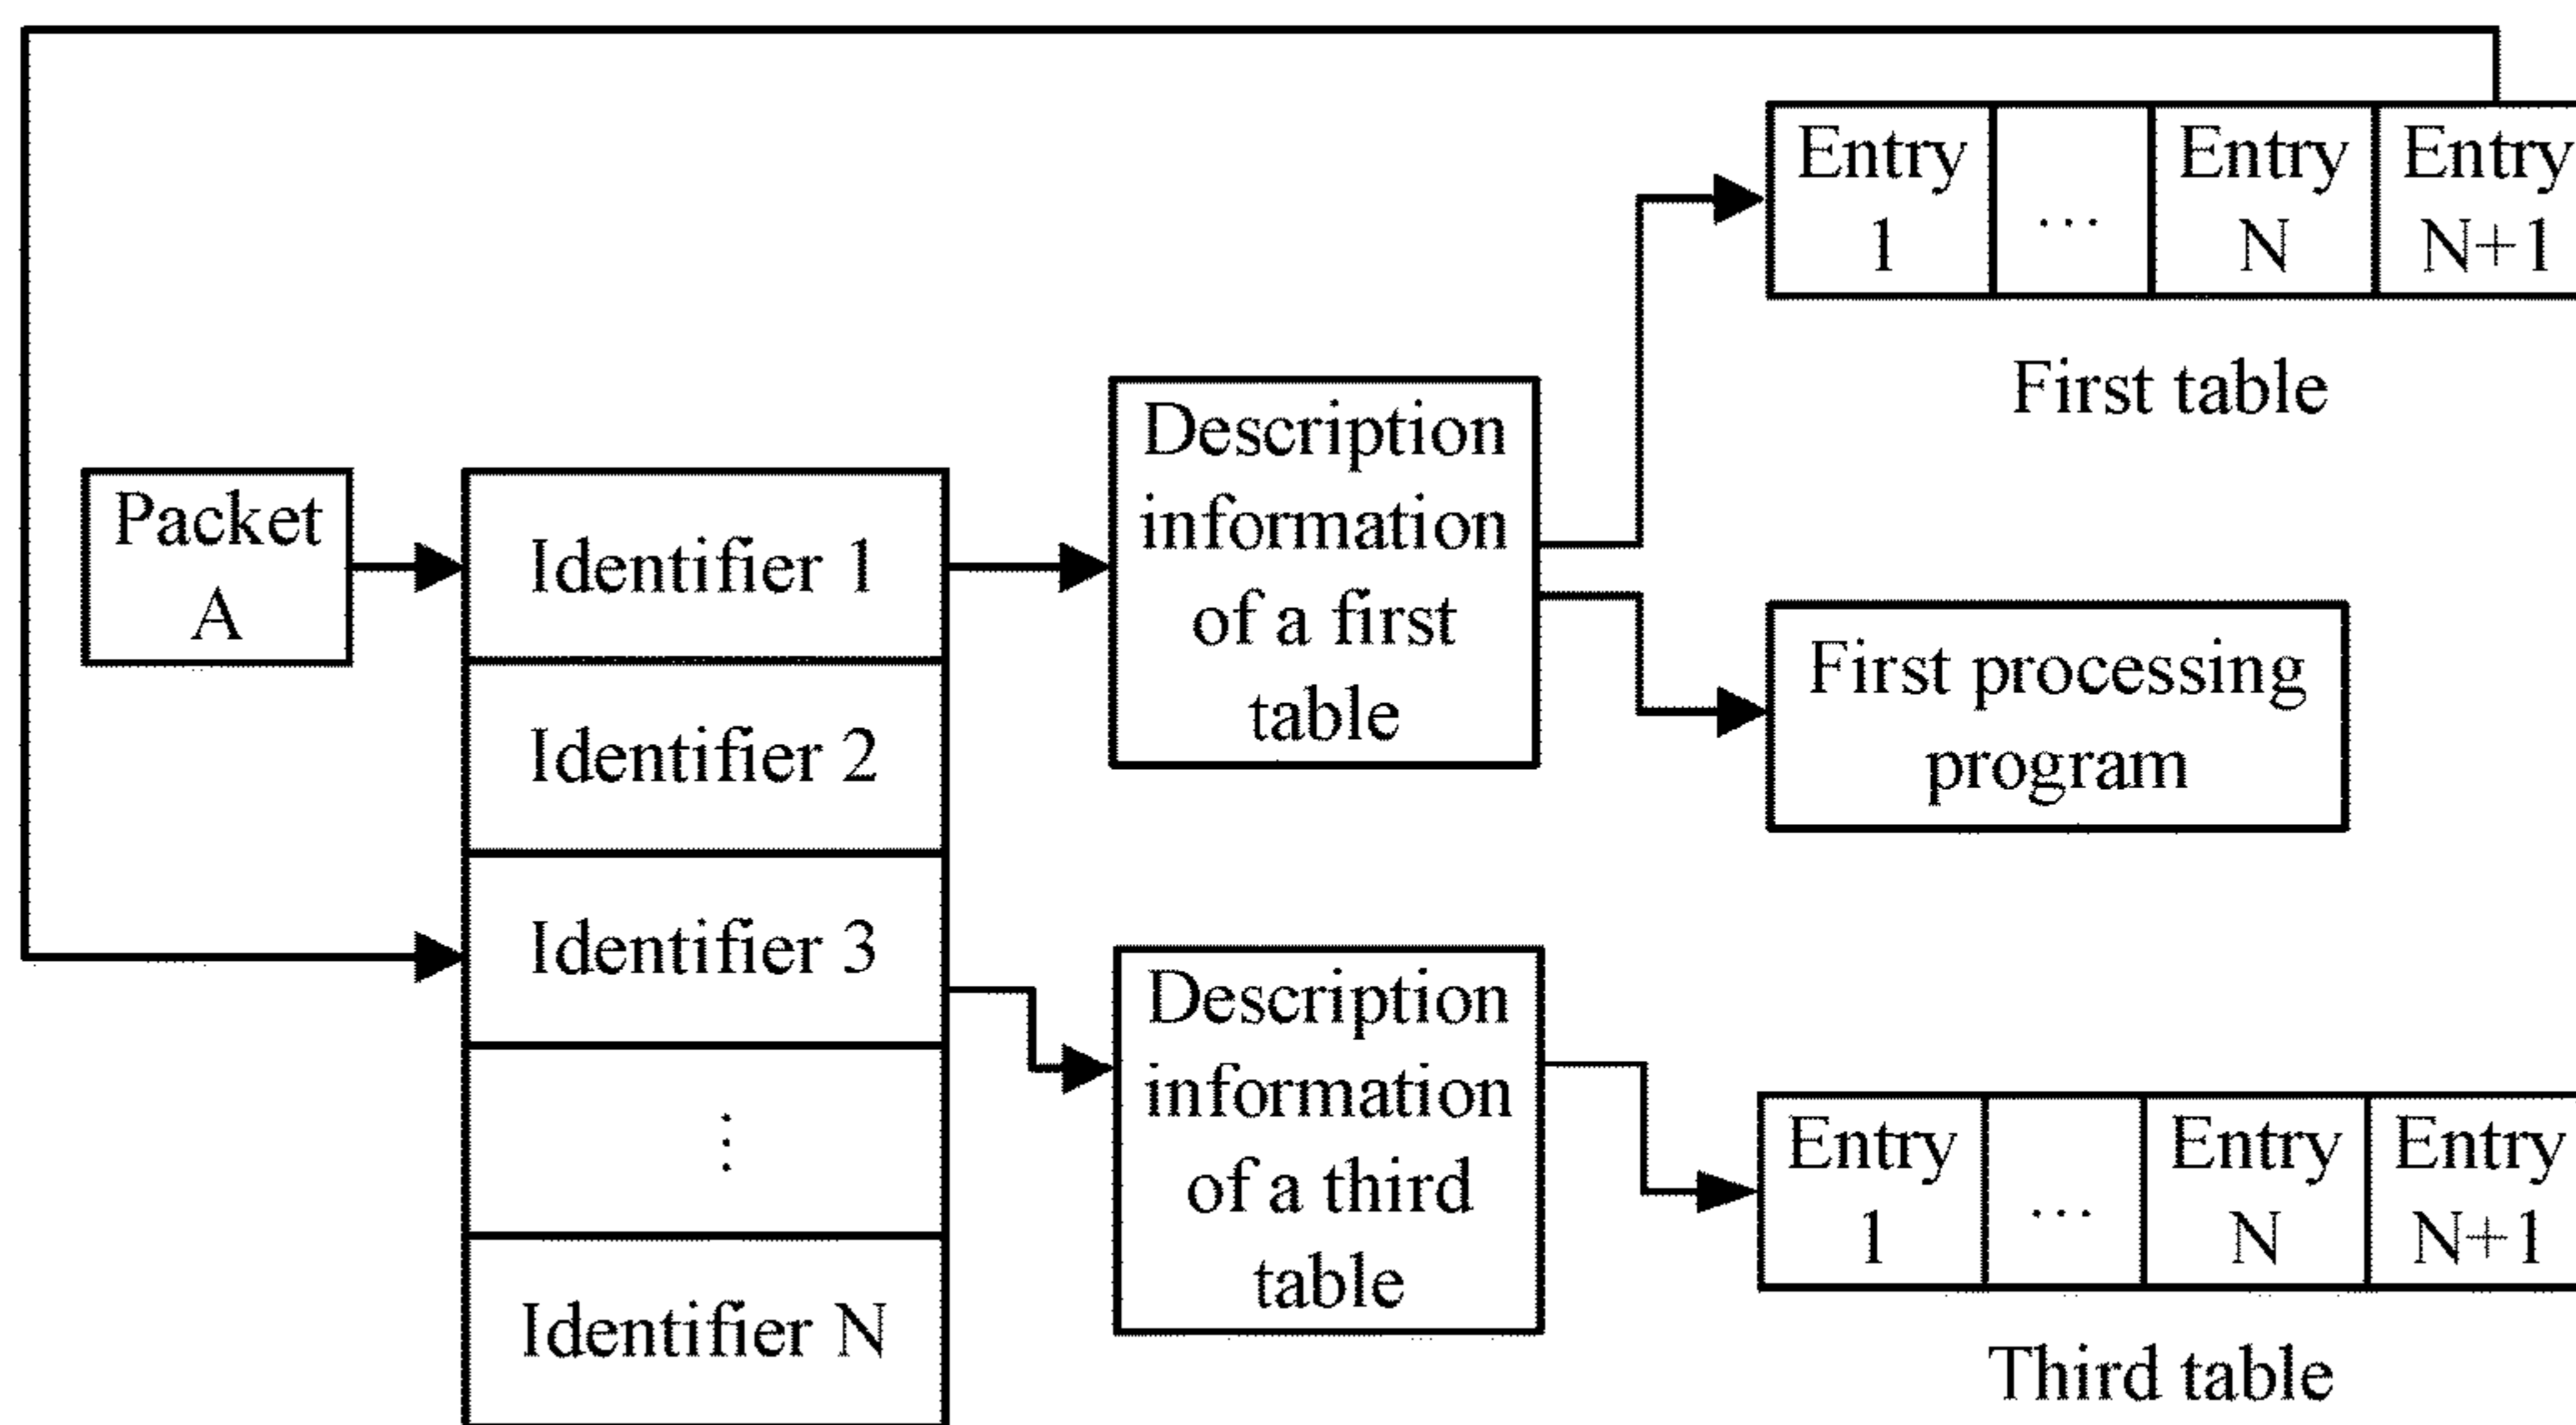 Packet
A
Identifier 1
Identifier 2
Identifier 3
⋮
Identifier N
Description
information
of a first
table
Entry
1
...
Entry
N
Entry
N+1
First table
First processing
program
Description
information
of a third
table
Entry
1
...
Entry
N
Entry
N+1
Third table